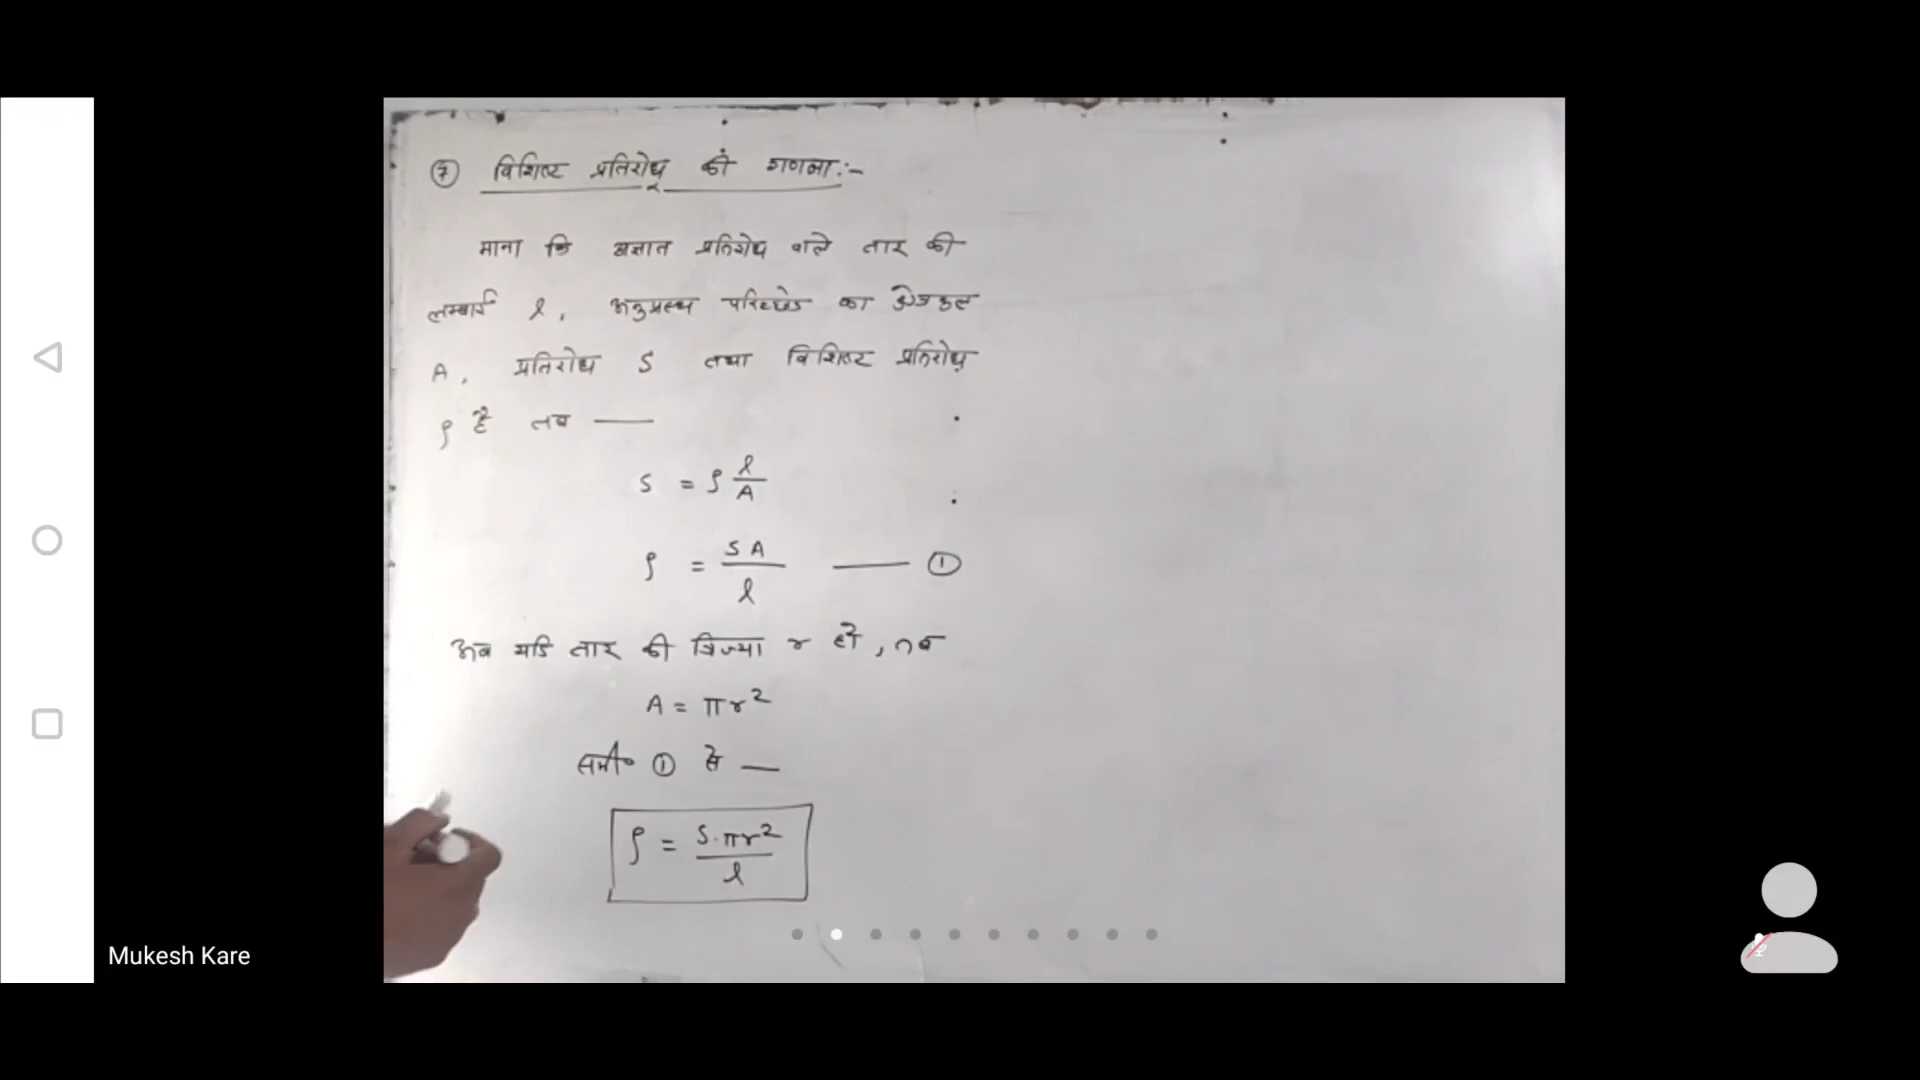 ⑦ विशिष्ट प्रतिरोध की गणना :-
माना कि अज्ञात प्रतिरोध वाले तार की
लम्बाई l, अनुप्रस्थ परिच्छेद का क्षेत्रफल
A, प्रतिरोध S तथा विशिष्ट प्रतिरोध
ρ है तब —
S = ρ l/A
ρ = SA/l — ①
अब यदि तार की त्रिज्या r हो, तब
A = πr²
समी० ① से —
ρ = S.πr²/l
Mukesh Kare